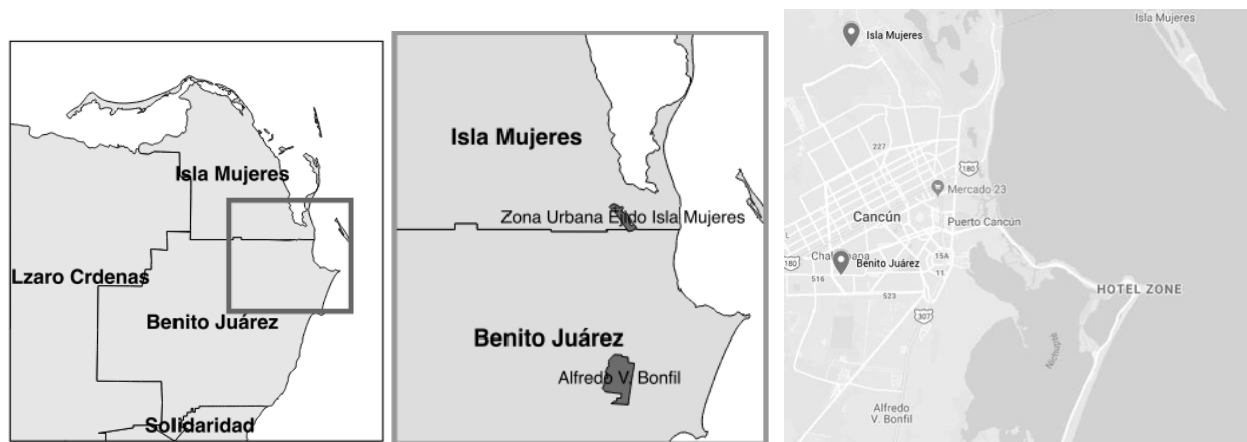 Isla Mujeres
Lzaro Crdenas
Benito Juárez
Solidaridad
Isla Mujeres
Zona Urbana Ejido Isla Mujeres
Benito Juárez
Alfredo V. Bonfil
Isla Mujeres
Isla Mujeres
227
180
Mercado 23
Cancún
Puerto Cancún
180
Benito Juárez
15A
516
11
HOTEL ZONE
523
307
Alfredo
V. Bonfil